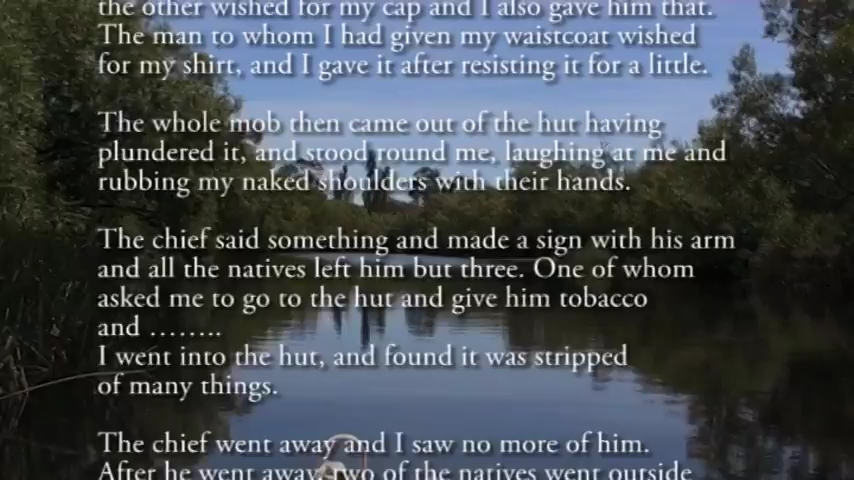 the other wished for my cap and I also gave him that.
The man to whom I had given my waistcoat wished
for my shirt, and I gave it after resisting it for a little.
The whole mob then came out of the hut having
plundered it, and stood round me, laughing at me and
rubbing my naked shoulders with their hands.
The chief said something and made a sign with his arm
and all the natives left him but three. One of whom
asked me to go to the hut and give him tobacco
and ........
I went into the hut, and found it was stripped
of many things.
The chief went away and I saw no more of him.
After he went away, two of the natives went outside